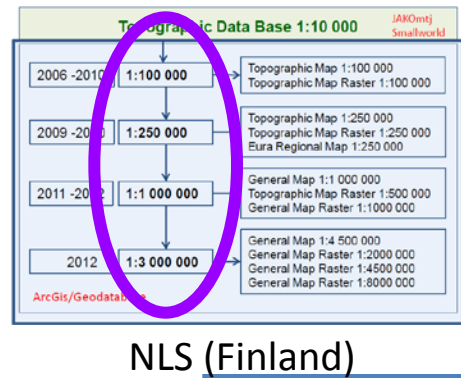 Topographic Data Base 1:10 000
JAKOmtj
Smallworld
2006 -2010
1:100 000
Topographic Map 1:100 000
Topographic Map Raster 1:100 000
1:250 000
Topographic Map 1:250 000
Topographic Map Raster 1:250 000
Eura Regional Map 1:250 000
1:1 000 000
General Map 1:1 000 000
Topographic Map Raster 1:500 000
General Map Raster 1:1000 000
2012
1:3 000 000
General Map 1:4 500 000
General Map Raster 1:2000 000
General Map Raster 1:4500 000
General Map Raster 1:8000 000
ArcGis/Geodatabase
NLS (Finland)